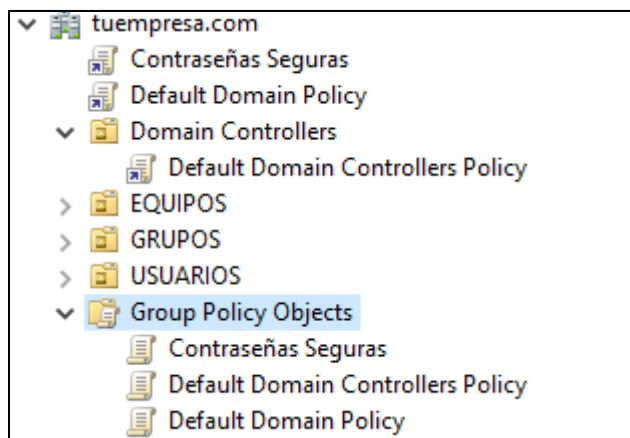 tuempresa.com
Contraseñas Seguras
Default Domain Policy
Domain Controllers
Default Domain Controllers Policy
EQUIPOS
GRUPOS
USUARIOS
Group Policy Objects
Contraseñas Seguras
Default Domain Controllers Policy
Default Domain Policy